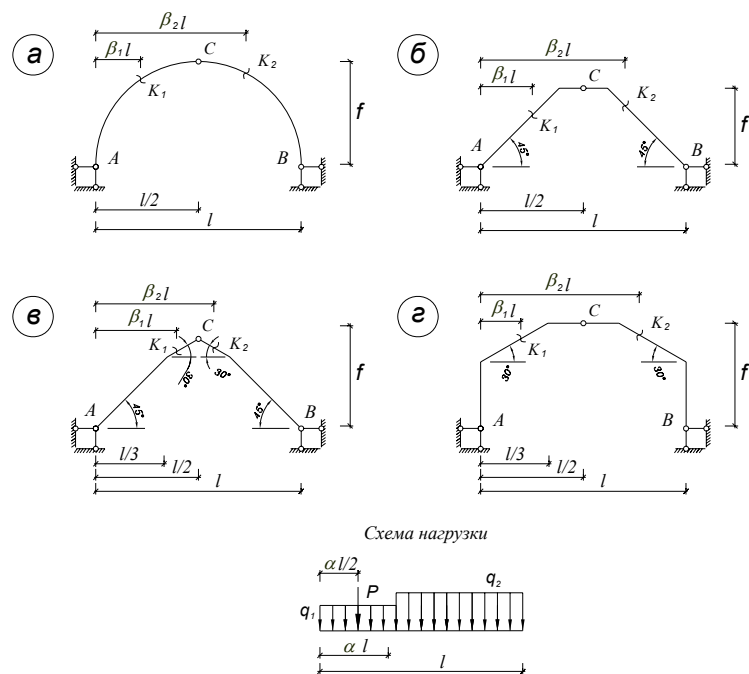 а
β₂l
β₁l
C
K₂
K₁
f
A
B
l/2
l
б
β₂l
β₁l
C
K₂
K₁
f
A
45°
45°
B
l/2
l
в
β₂l
β₁l
C
K₁
K₂
30°
30°
f
A
45°
45°
B
l/3
l/2
l
г
β₂l
β₁l
C
K₂
K₁
30°
30°
f
A
B
l/3
l/2
l
Схема нагрузки
αl/2
P
q₂
q₁
α l
l